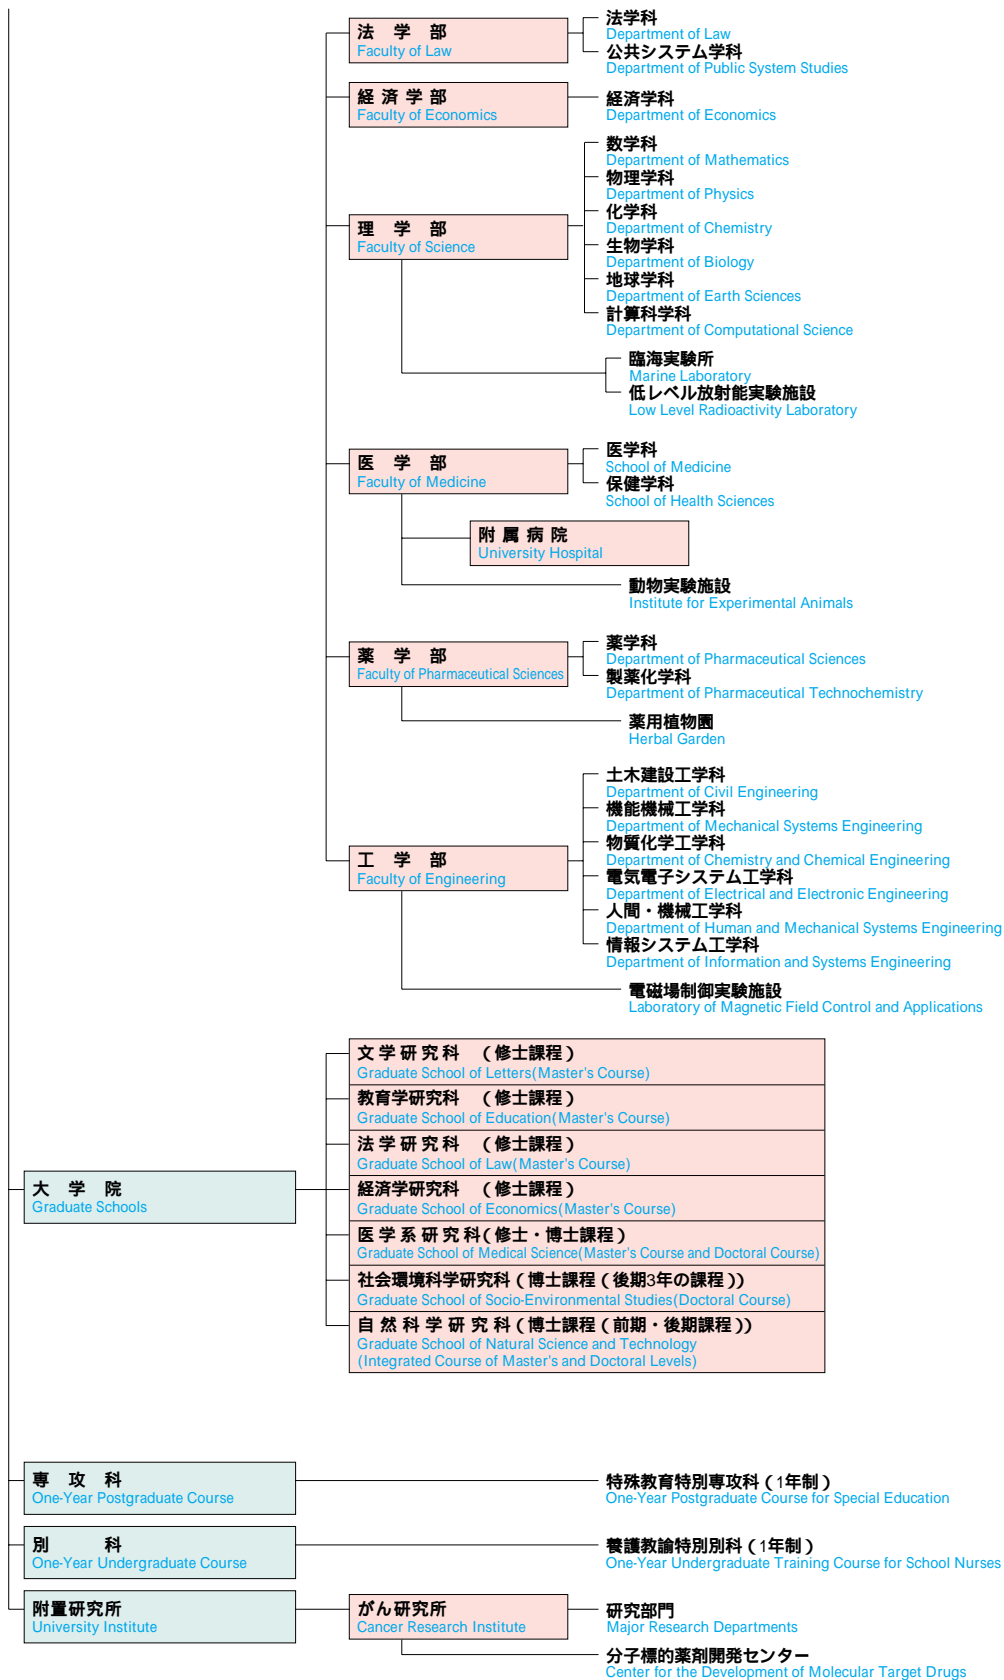 法 学 部
Faculty of Law
法学科
Department of Law
公共システム学科
Department of Public System Studies
経 済 学 部
Faculty of Economics
経済学科
Department of Economics
理 学 部
Faculty of Science
数学科
Department of Mathematics
物理学科
Department of Physics
化学科
Department of Chemistry
生物学科
Department of Biology
地球学科
Department of Earth Sciences
計算科学科
Department of Computational Science
臨海実験所
Marine Laboratory
低レベル放射能実験施設
Low Level Radioactivity Laboratory
医 学 部
Faculty of Medicine
医学科
School of Medicine
保健学科
School of Health Sciences
附 属 病 院
University Hospital
動物実験施設
Institute for Experimental Animals
薬 学 部
Faculty of Pharmaceutical Sciences
薬学科
Department of Pharmaceutical Sciences
製薬化学科
Department of Pharmaceutical Technochemistry
薬用植物園
Herbal Garden
工 学 部
Faculty of Engineering
土木建設工学科
Department of Civil Engineering
機能機械工学科
Department of Mechanical Systems Engineering
物質化学工学科
Department of Chemistry and Chemical Engineering
電気電子システム工学科
Department of Electrical and Electronic Engineering
人間・機械工学科
Department of Human and Mechanical Systems Engineering
情報システム工学科
Department of Information and Systems Engineering
電磁場制御実験施設
Laboratory of Magnetic Field Control and Applications
大 学 院
Graduate Schools
文 学 研 究 科 （修士課程）
Graduate School of Letters(Master's Course)
教育学研究科 （修士課程）
Graduate School of Education(Master's Course)
法 学 研 究 科 （修士課程）
Graduate School of Law(Master's Course)
経済学研究科 （修士課程）
Graduate School of Economics(Master's Course)
医 学 系 研 究 科（修士・博士課程）
Graduate School of Medical Science(Master's Course and Doctoral Course)
社会環境科学研究科（博士課程（後期3年の課程））
Graduate School of Socio-Environmental Studies(Doctoral Course)
自 然 科 学 研 究 科（博士課程（前期・後期課程））
Graduate School of Natural Science and Technology
(Integrated Course of Master's and Doctoral Levels)
専 攻 科
One-Year Postgraduate Course
特殊教育特別専攻科（1年制）
One-Year Postgraduate Course for Special Education
別 科
One-Year Undergraduate Course
養護教諭特別別科（1年制）
One-Year Undergraduate Training Course for School Nurses
附置研究所
University Institute
がん研究所
Cancer Research Institute
研究部門
Major Research Departments
分子標的薬剤開発センター
Center for the Development of Molecular Target Drugs